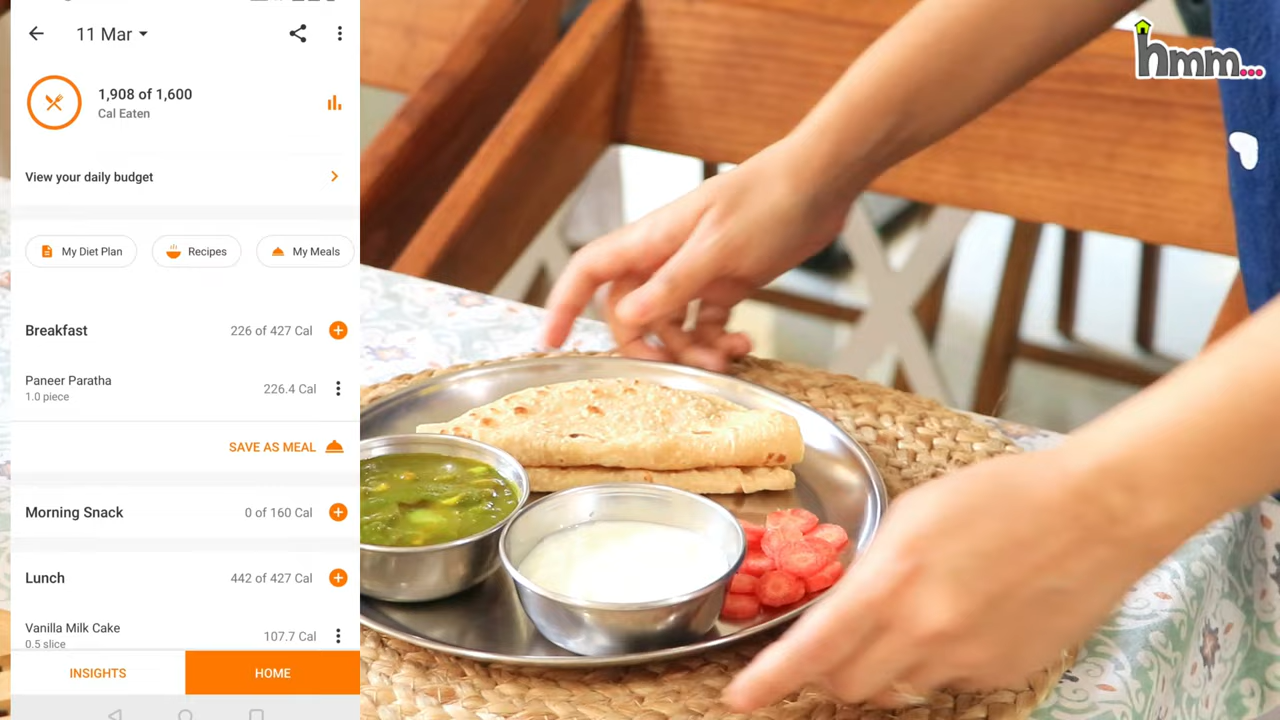 11 Mar
1,908 of 1,600
Cal Eaten
View your daily budget
My Diet Plan
Recipes
My Meals
Breakfast
226 of 427 Cal
Paneer Paratha
226.4 Cal
1.0 piece
SAVE AS MEAL
Morning Snack
0 of 160 Cal
Lunch
442 of 427 Cal
Vanilla Milk Cake
107.7 Cal
0.5 slice
INSIGHTS
HOME
hmm...